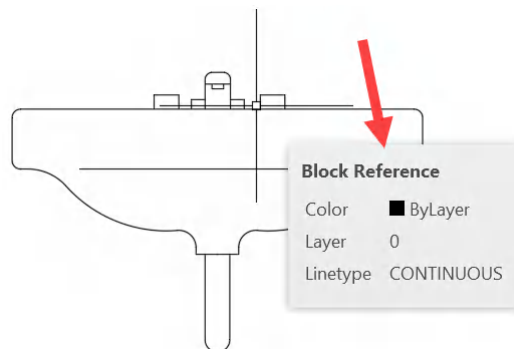 Block Reference
Color ByLayer
Layer 0
Linetype CONTINUOUS